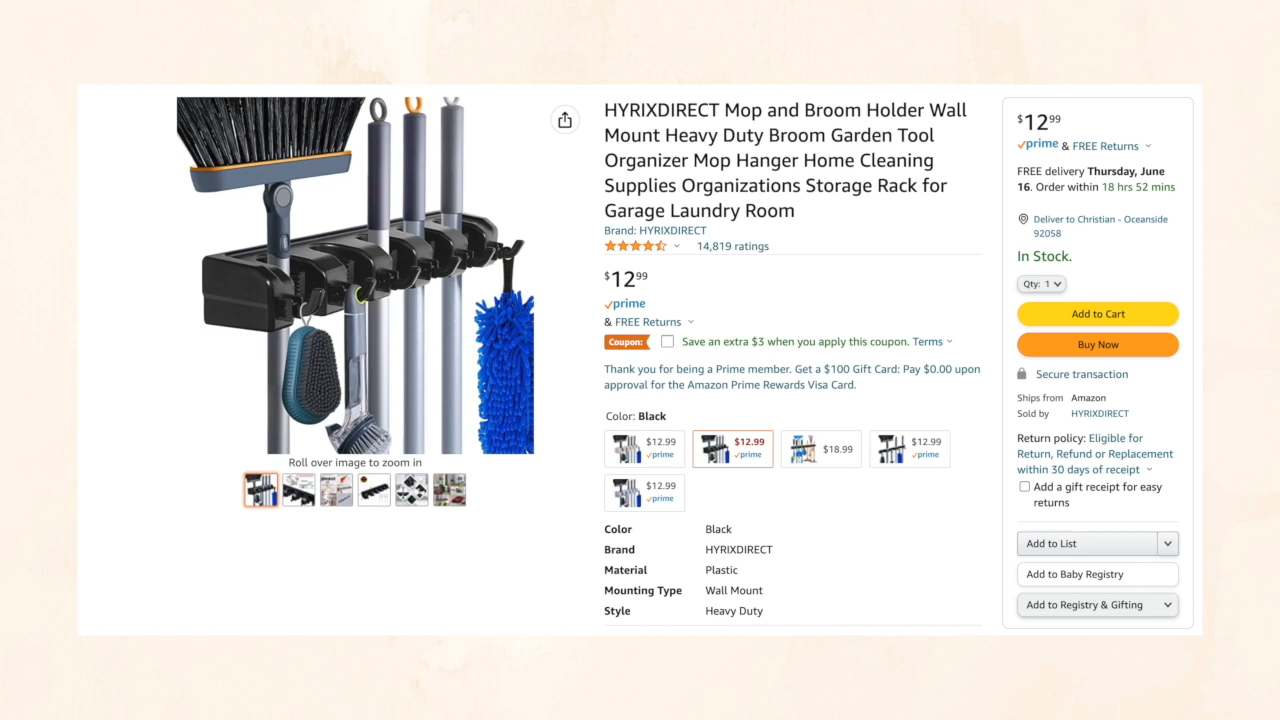 HYRIXDIRECT Mop and Broom Holder Wall
Mount Heavy Duty Broom Garden Tool
Organizer Mop Hanger Home Cleaning
Supplies Organizations Storage Rack for
Garage Laundry Room
Brand: HYRIXDIRECT
14,819 ratings
$12 99
prime
& FREE Returns
Coupon: Save an extra $3 when you apply this coupon. Terms
Thank you for being a Prime member. Get a $100 Gift Card: Pay $0.00 upon
approval for the Amazon Prime Rewards Visa Card.
Color: Black
$12.99
prime
$12.99
prime
$18.99
$12.99
prime
$12.99
prime
Color Black
Brand HYRIXDIRECT
Material Plastic
Mounting Type Wall Mount
Style Heavy Duty
Roll over image to zoom in
$12 99
prime & FREE Returns
FREE delivery Thursday, June
16. Order within 18 hrs 52 mins
Deliver to Christian - Oceanside
92058
In Stock.
Qty: 1
Add to Cart
Buy Now
Secure transaction
Ships from Amazon
Sold by HYRIXDIRECT
Return policy: Eligible for
Return, Refund or Replacement
within 30 days of receipt
Add a gift receipt for easy
returns
Add to List
Add to Baby Registry
Add to Registry & Gifting